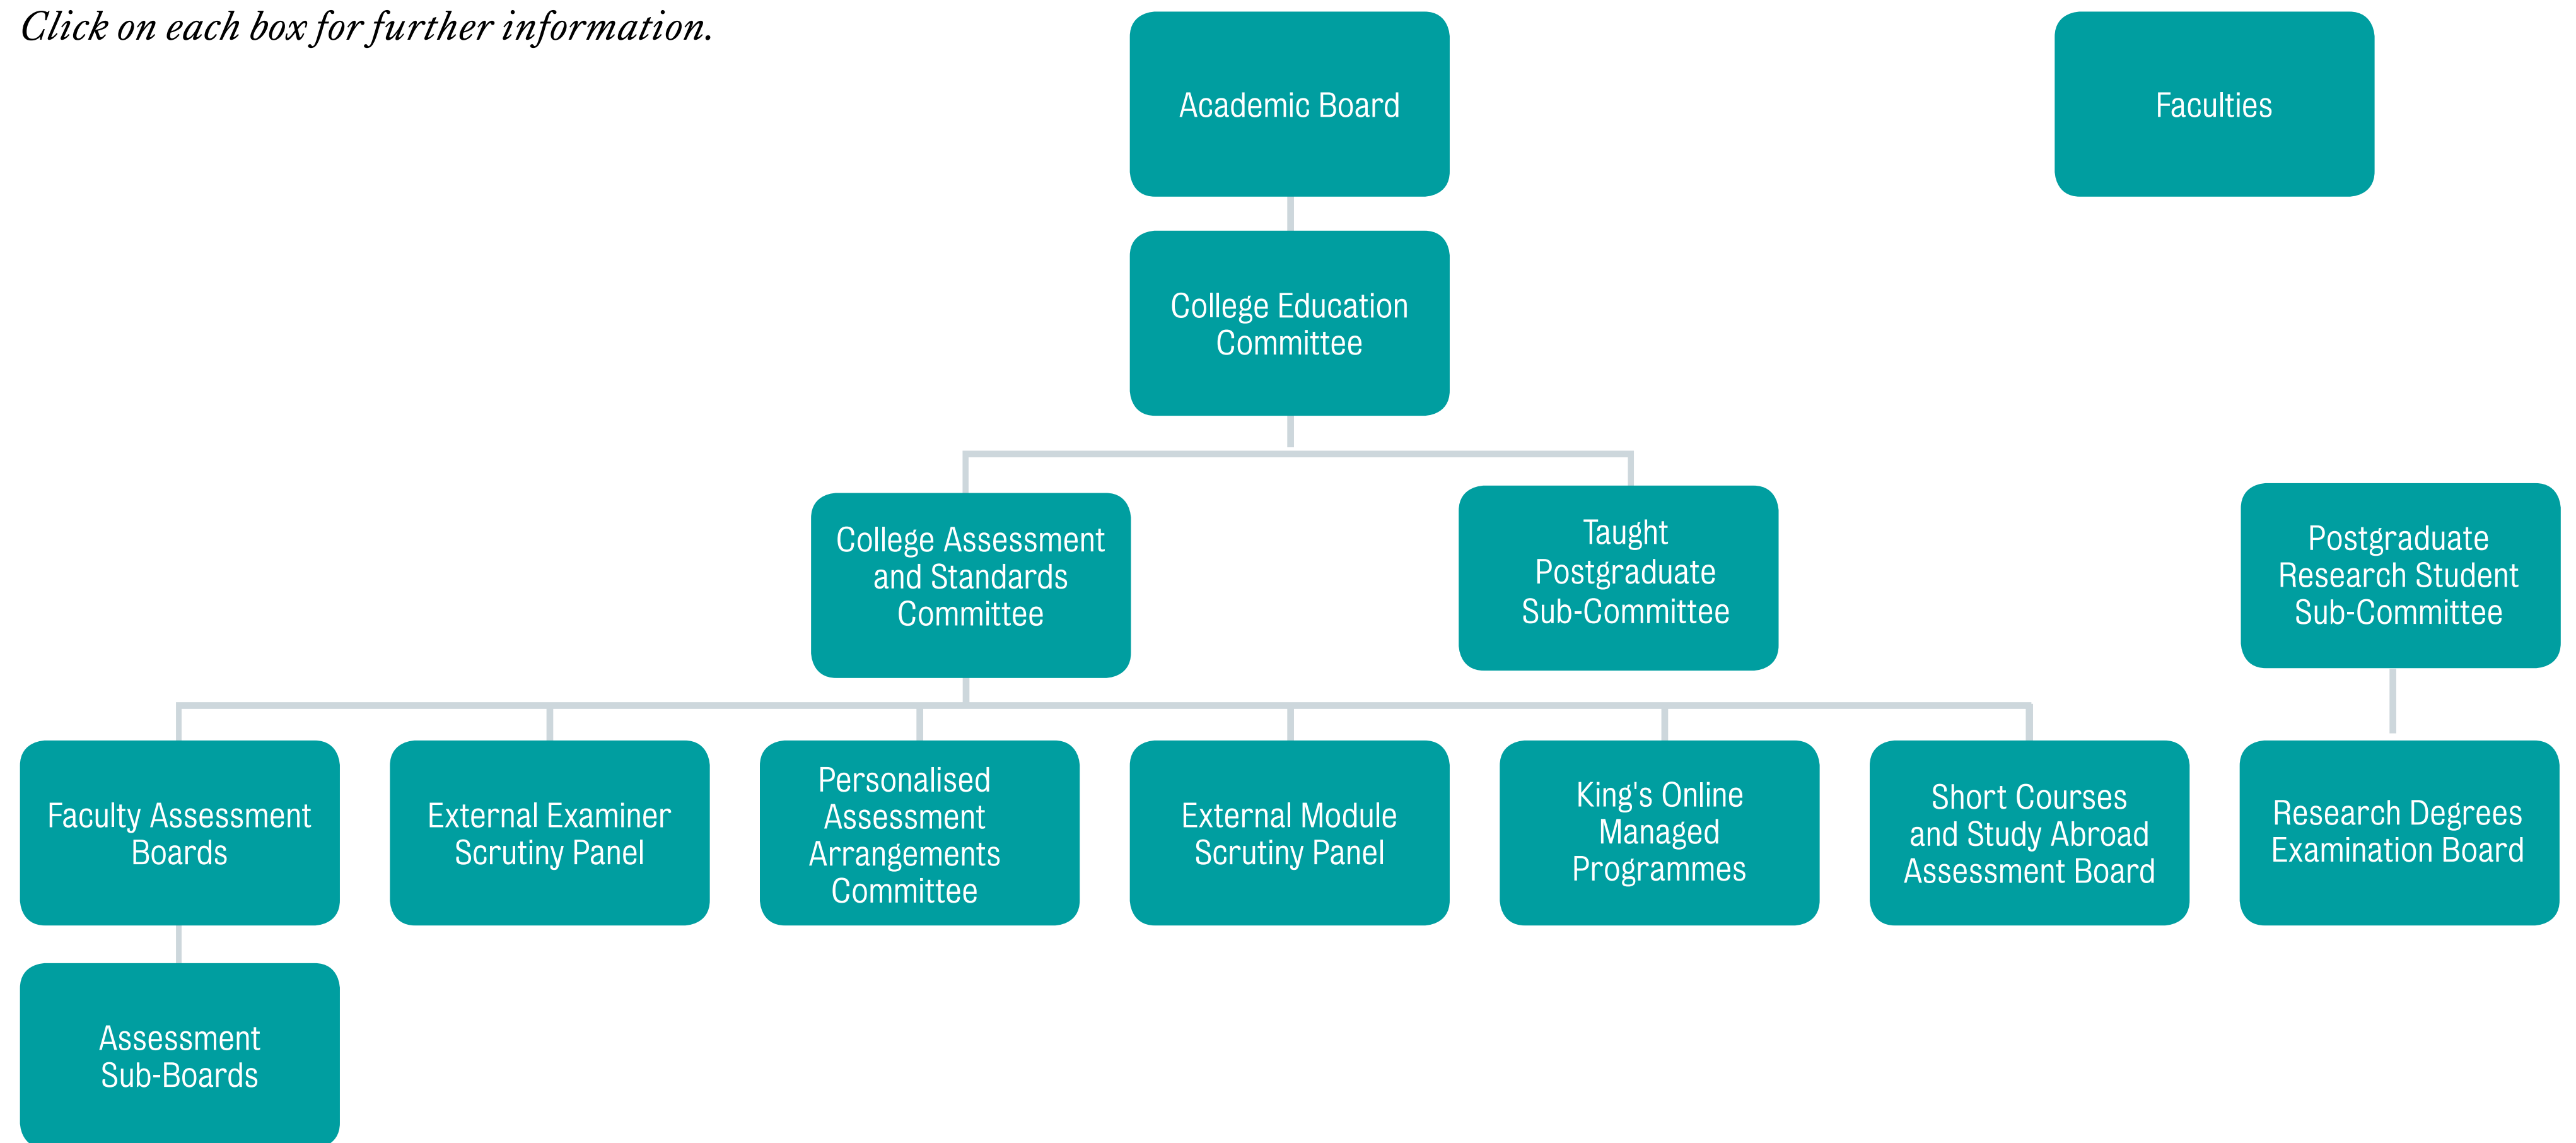 Click on each box for further information.
Academic Board
Faculties
College Education
Committee
College Assessment
and Standards
Committee
Taught
Postgraduate
Sub-Committee
Postgraduate
Research Student
Sub-Committee
Faculty Assessment
Boards
External Examiner
Scrutiny Panel
Personalised
Assessment
Arrangements
Committee
External Module
Scrutiny Panel
King's Online
Managed
Programmes
Short Courses
and Study Abroad
Assessment Board
Research Degrees
Examination Board
Assessment
Sub-Boards